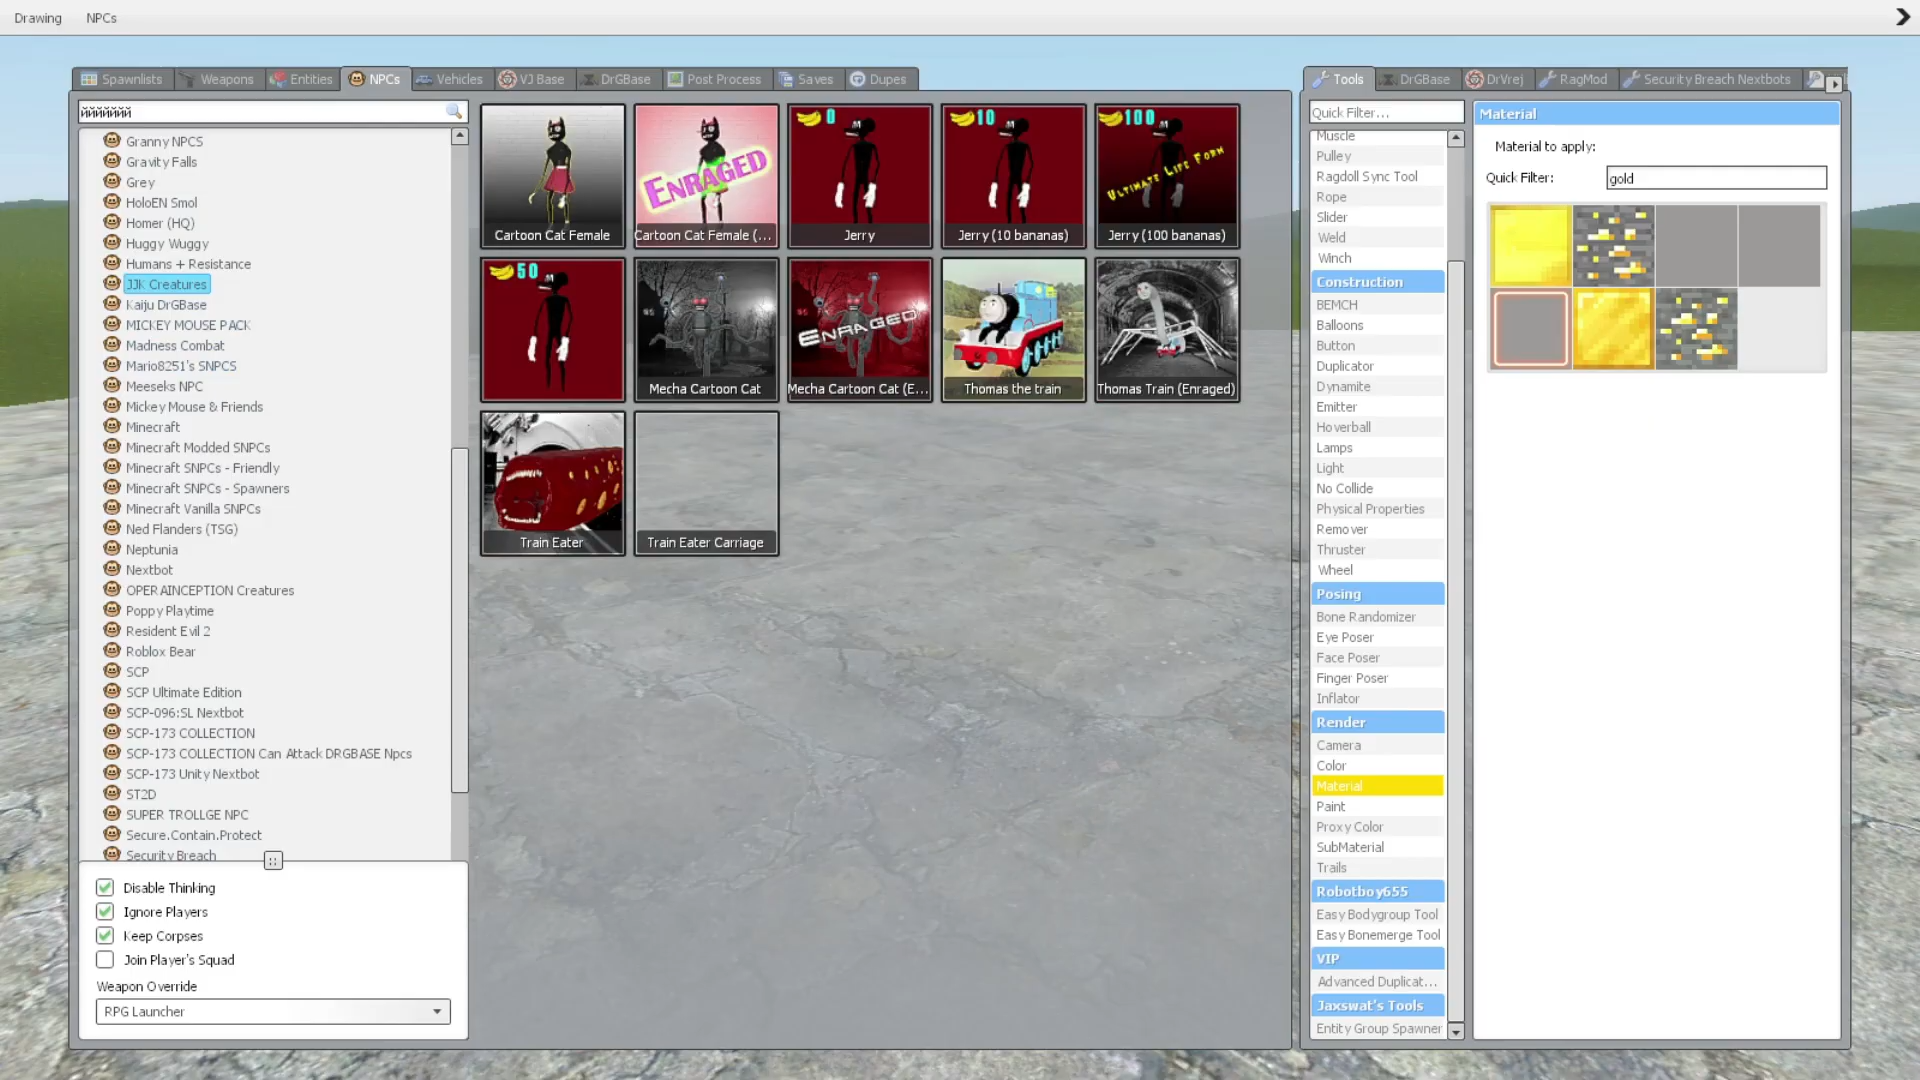 Drawing
NPCs
Spawnlists
Weapons
Entities
NPCs
Vehicles
VJ Base
DrGBase
Post Process
Saves
Dupes
ййййййй
Granny NPCS
Gravity Falls
Grey
HoloEN Smol
Homer (HQ)
Huggy Wuggy
Humans + Resistance
JJK Creatures
Kaiju DrGBase
MICKEY MOUSE PACK
Madness Combat
Mario8251's SNPCS
Meeseks NPC
Mickey Mouse & Friends
Minecraft
Minecraft Modded SNPCs
Minecraft SNPCs - Friendly
Minecraft SNPCs - Spawners
Minecraft Vanilla SNPCs
Ned Flanders (TSG)
Neptunia
Nextbot
OPERAINCEPTION Creatures
Poppy Playtime
Resident Evil 2
Roblox Bear
SCP
SCP Ultimate Edition
SCP-096:SL Nextbot
SCP-173 COLLECTION
SCP-173 COLLECTION Can Attack DRGBASE Npcs
SCP-173 Unity Nextbot
ST2D
SUPER TROLLGE NPC
Secure.Contain.Protect
Security Breach
Disable Thinking
Ignore Players
Keep Corpses
Join Player's Squad
Weapon Override
RPG Launcher
Cartoon Cat Female
ENRAGED
Cartoon Cat Female (...
0
Jerry
10
Jerry (10 bananas)
100
ULTIMATE LIFE FORM
Jerry (100 bananas)
50
Mecha Cartoon Cat
ENRAGED
Mecha Cartoon Cat (E...
Thomas the train
Thomas Train (Enraged)
Train Eater
Train Eater Carriage
Tools
DrGBase
DrVrej
RagMod
Security Breach Nextbots
Quick Filter...
Muscle
Pulley
Ragdoll Sync Tool
Rope
Slider
Weld
Winch
Construction
BEMCH
Balloons
Button
Duplicator
Dynamite
Emitter
Hoverball
Lamps
Light
No Collide
Physical Properties
Remover
Thruster
Wheel
Posing
Bone Randomizer
Eye Poser
Face Poser
Finger Poser
Inflator
Render
Camera
Color
Material
Paint
Proxy Color
SubMaterial
Trails
Robotboy655
Easy Bodygroup Tool
Easy Bonemerge Tool
VIP
Advanced Duplicat...
Jaxswat's Tools
Entity Group Spawner
Material
Material to apply:
Quick Filter:
gold